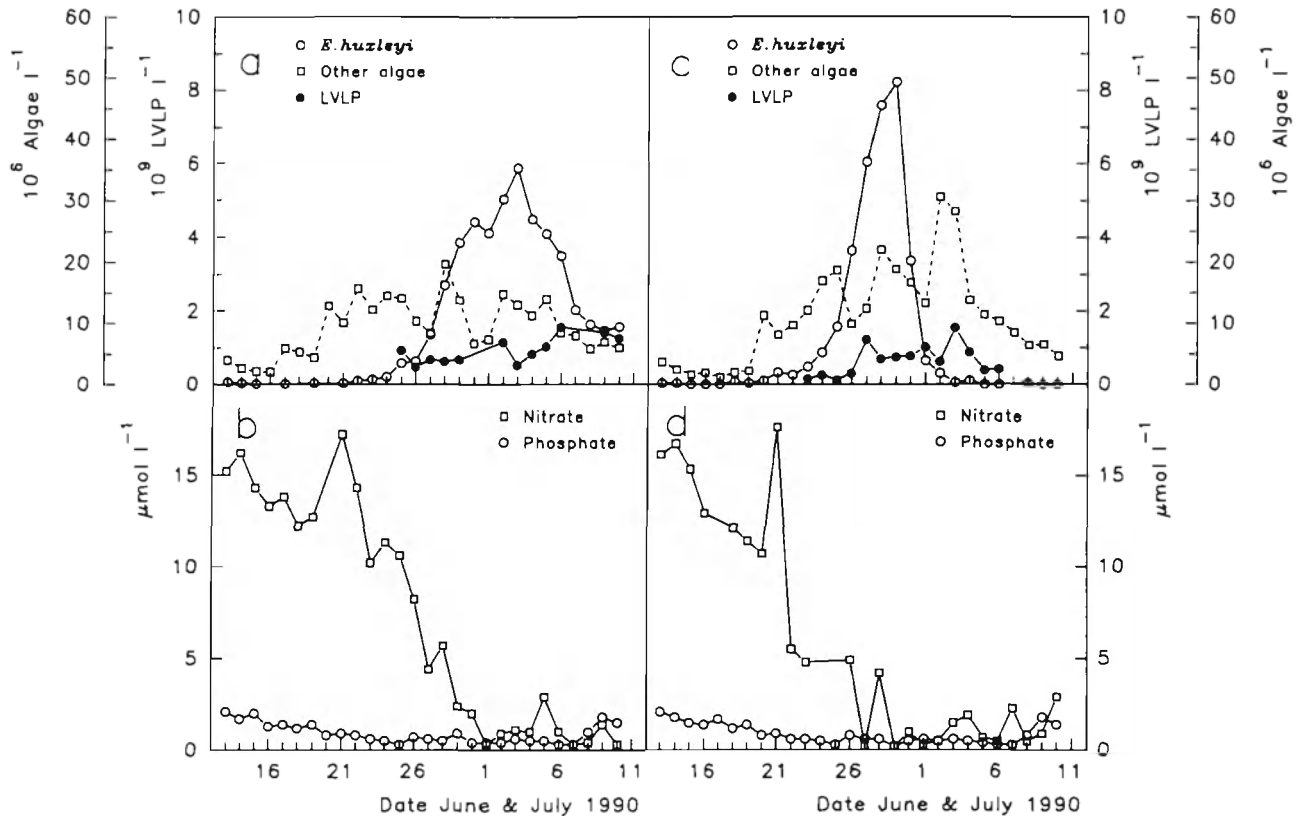 60
50
40
30
20
10
0
10⁶ Algae l⁻¹
10
8
6
4
2
0
10⁹ LVLP l⁻¹
a
E.huxleyi
Other algae
LVLP
c
E.huxleyi
Other algae
LVLP
10
8
6
4
2
0
10⁹ LVLP l⁻¹
60
50
40
30
20
10
0
10⁶ Algae l⁻¹
15
10
5
0
μmol l⁻¹
b
Nitrate
Phosphate
d
Nitrate
Phosphate
15
10
5
0
μmol l⁻¹
16 21 26 1 6 11
16 21 26 1 6 11
Date June & July 1990
Date June & July 1990